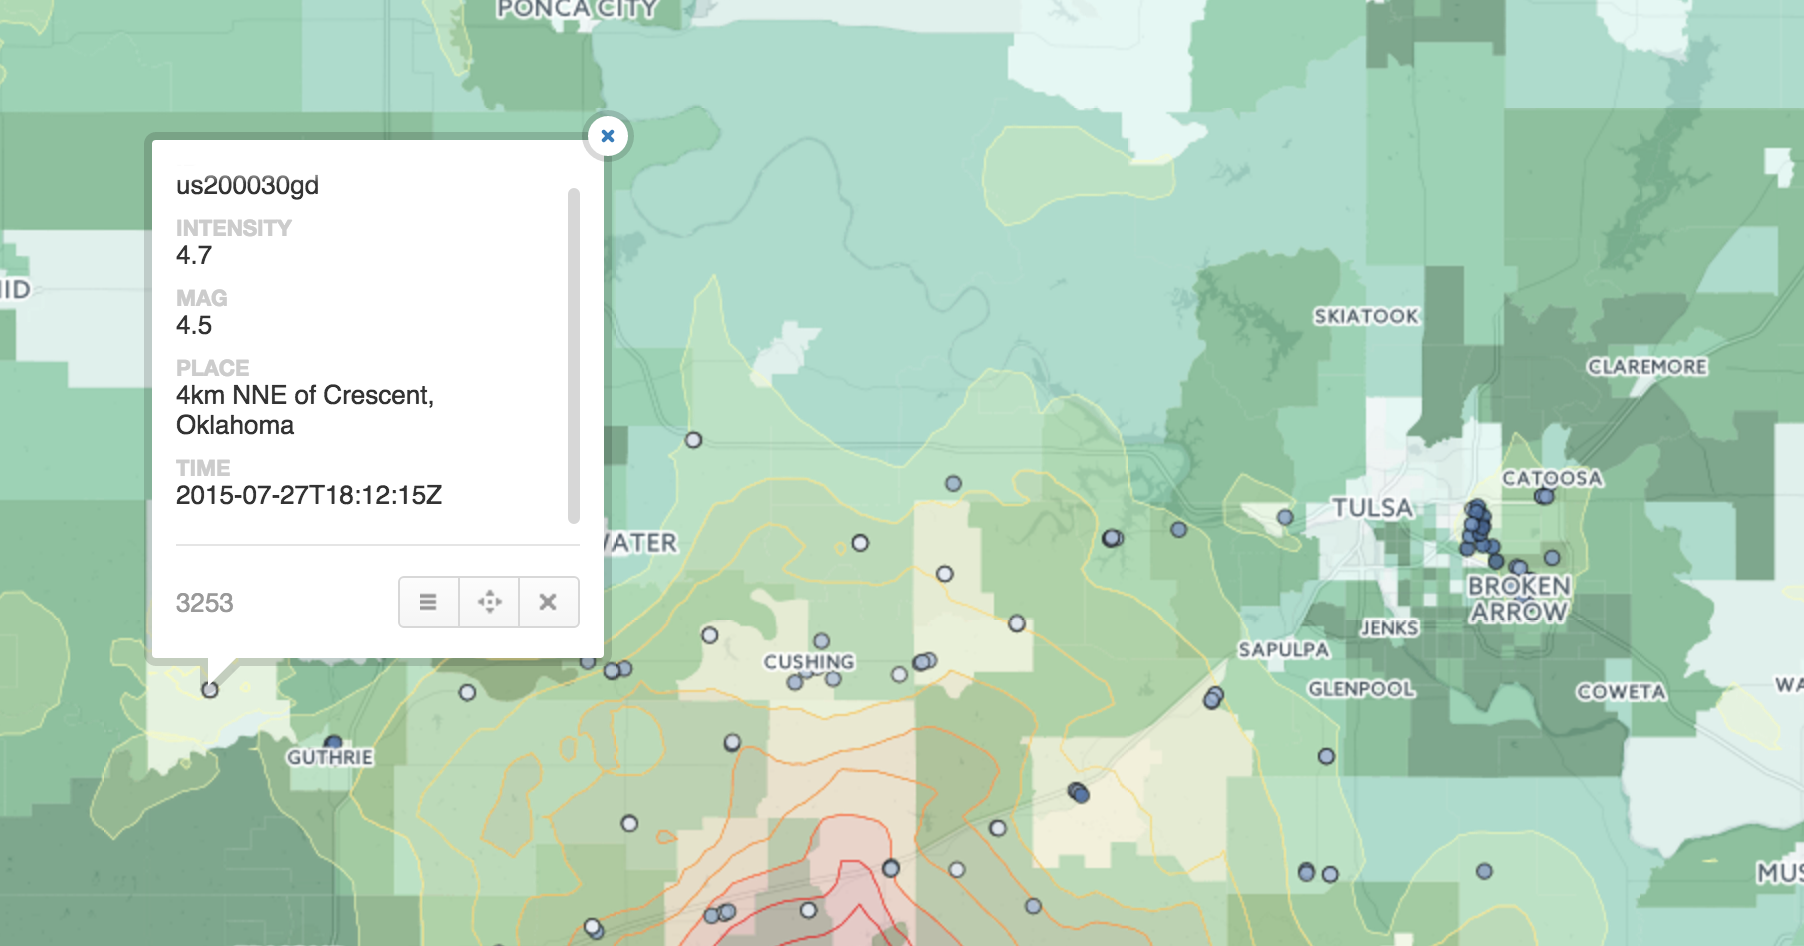 PONCA CITY
us200030gd
INTENSITY
4.7
MAG
4.5
PLACE
4km NNE of Crescent,
Oklahoma
TIME
2015-07-27T18:12:15Z
3253
SKIATOOK
CLAREMORE
CATOOSA
TULSA
BROKEN
ARROW
JENKS
SAPULPA
CUSHING
GLENPOOL
COWETA
GUTHRIE